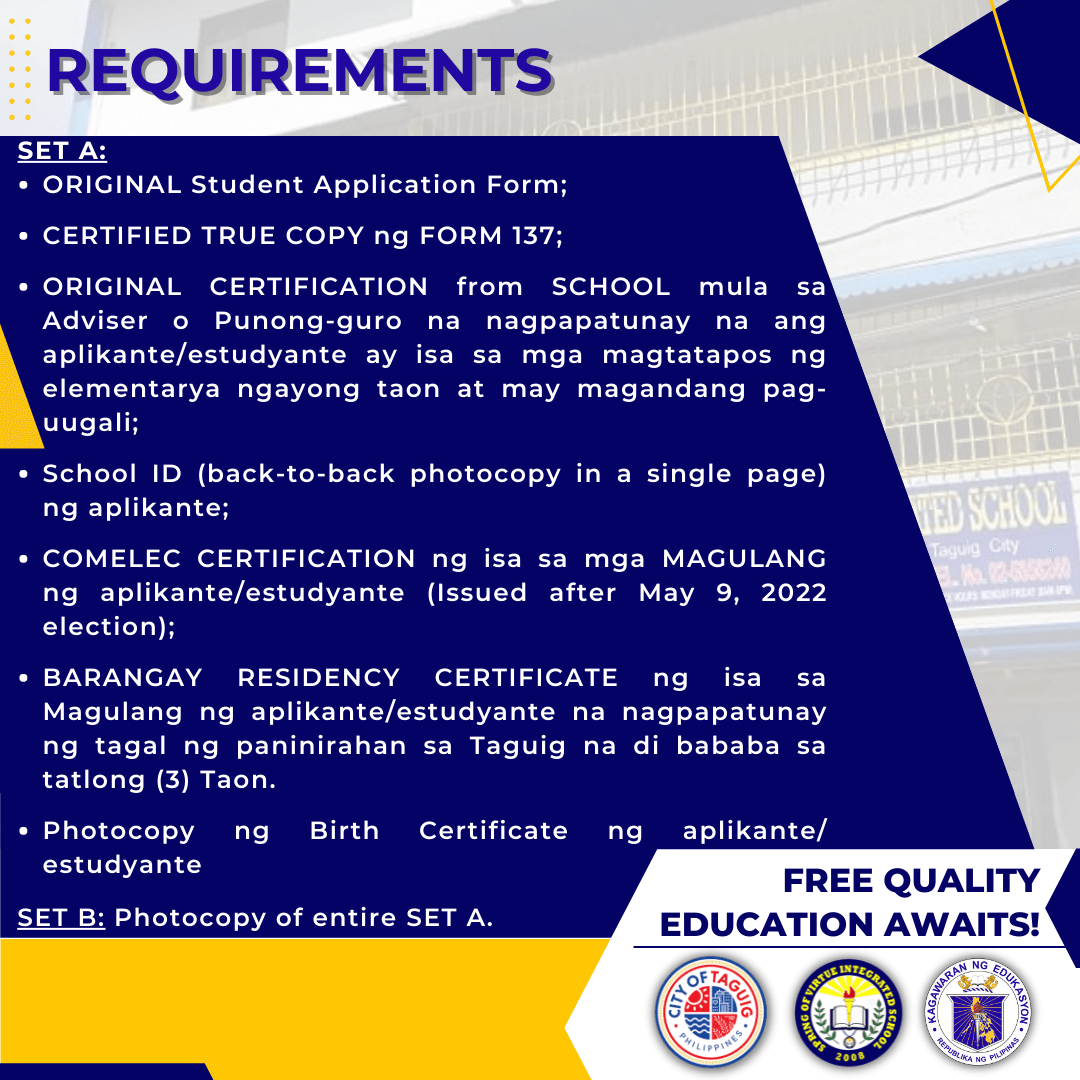 REQUIREMENTS
SET A:
• ORIGINAL Student Application Form;
• CERTIFIED TRUE COPY ng FORM 137;
• ORIGINAL CERTIFICATION from SCHOOL mula sa
Adviser o Punong-guro na nagpapatunay na ang
aplikante/estudyante ay isa sa mga magtatapos ng
elementarya ngayong taon at may magandang pag-
uugali;
• School ID (back-to-back photocopy in a single page)
ng aplikante;
• COMELEC CERTIFICATION ng isa sa mga MAGULANG
ng aplikante/estudyante (Issued after May 9, 2022
election);
• BARANGAY RESIDENCY CERTIFICATE ng isa sa
Magulang ng aplikante/estudyante na nagpapatunay
ng tagal ng paninirahan sa Taguig na di bababa sa
tatlong (3) Taon.
• Photocopy ng Birth Certificate ng aplikante/
estudyante
SET B: Photocopy of entire SET A.
TED SCHOOL
Taguig City
FREE QUALITY
EDUCATION AWAITS!
CITY OF TAGUIG
PHILIPPINES
SPRING OF VIRTUE INTEGRATED SCHOOL
2008
KAGAWARAN NG EDUKASYON
REPUBLIKA NG PILIPINAS